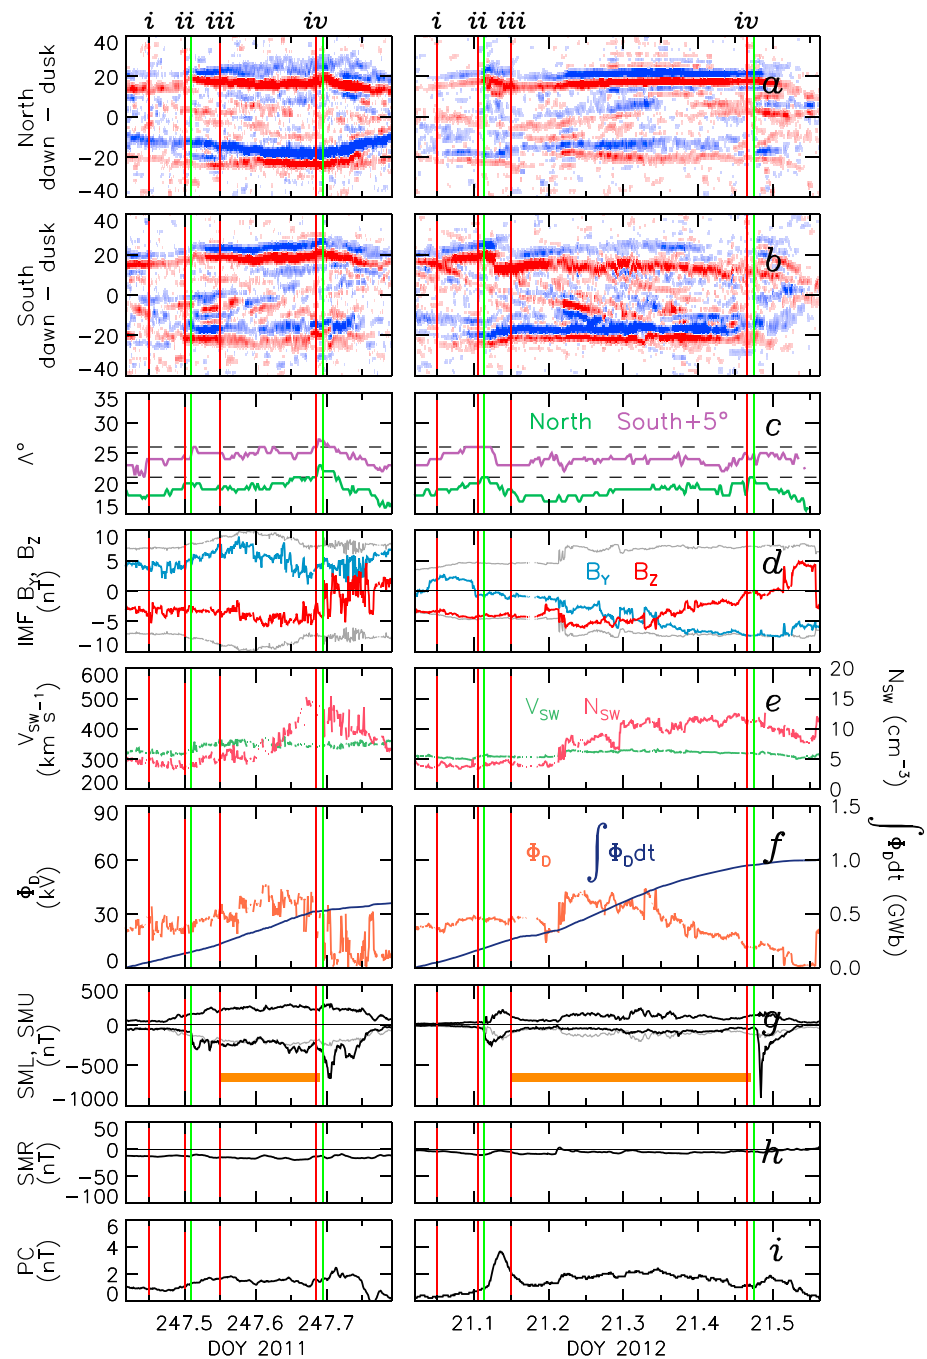 i ii iii iv i ii iii iv
North
dawn − dusk
40
20
0
−20
−40
a
South
dawn − dusk
40
20
0
−20
−40
b
Λ°
35
30
25
20
15
North South+5°
c
IMF B_Y, B_Z
(nT)
10
5
0
−5
−10
B_Y B_Z
d
V_SW
(km s⁻¹)
600
500
400
300
200
V_SW N_SW
e
20
15
10
5
0
N_SW (cm⁻³)
Φ_D
(kV)
90
60
30
0
Φ_D ∫Φ_D dt
f
1.5
1.0
0.5
0.0
∫Φ_D dt (GWb)
SML, SMU
(nT)
500
0
−500
−1000
g
SMR
(nT)
50
0
−50
−100
h
PC
(nT)
6
4
2
0
i
247.5 247.6 247.7 21.1 21.2 21.3 21.4 21.5
DOY 2011 DOY 2012